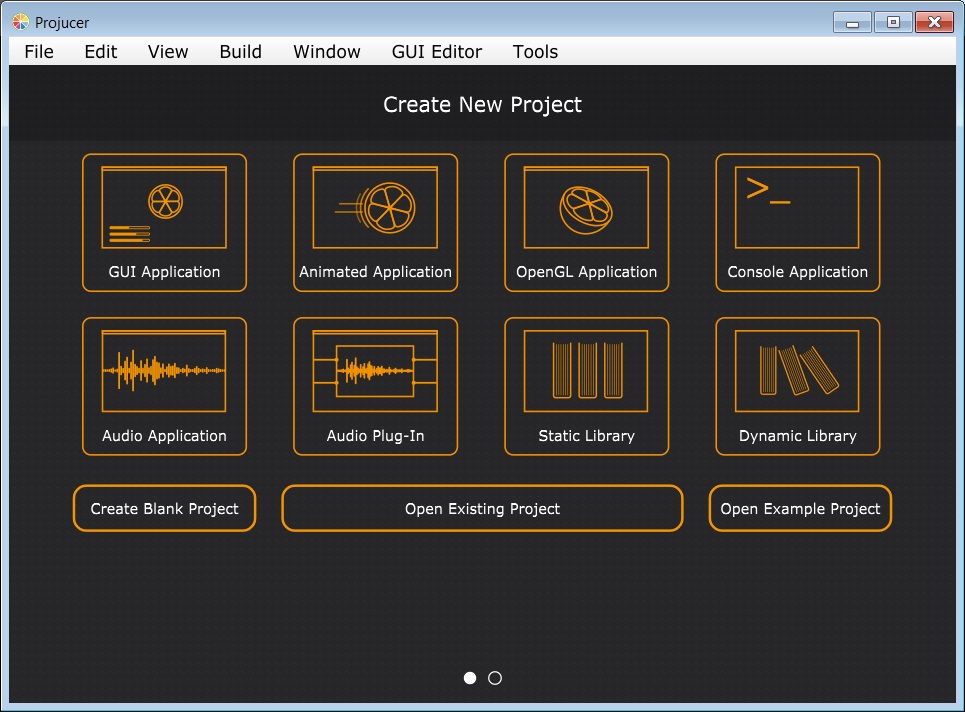 Projucer
File Edit View Build Window GUI Editor Tools
Create New Project
>_
GUI Application Animated Application OpenGL Application Console Application
Audio Application Audio Plug-In Static Library Dynamic Library
Create Blank Project Open Existing Project Open Example Project